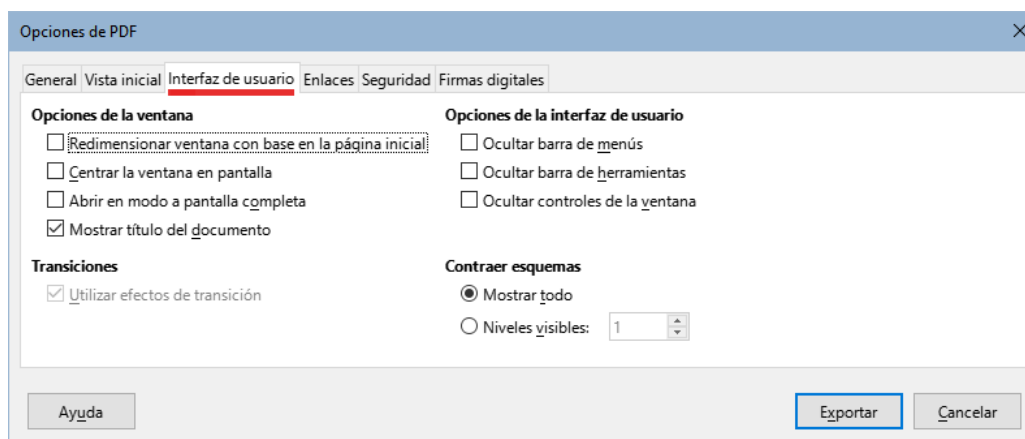 Opciones de PDF
General Vista inicial Interfaz de usuario Enlaces Seguridad Firmas digitales
Opciones de la ventana
Redimensionar ventana con base en la página inicial
Centrar la ventana en pantalla
Abrir en modo a pantalla completa
Mostrar título del documento
Opciones de la interfaz de usuario
Ocultar barra de menús
Ocultar barra de herramientas
Ocultar controles de la ventana
Transiciones
Utilizar efectos de transición
Contraer esquemas
Mostrar todo
Niveles visibles: 1
Ayuda Exportar Cancelar